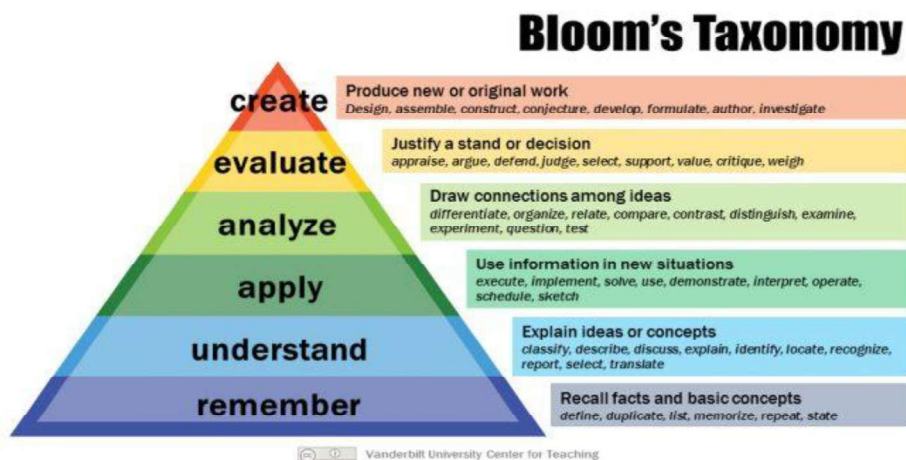 Bloom's Taxonomy
create
Produce new or original work
Design, assemble, construct, conjecture, develop, formulate, author, investigate
evaluate
Justify a stand or decision
appraise, argue, defend, judge, select, support, value, critique, weigh
analyze
Draw connections among ideas
differentiate, organize, relate, compare, contrast, distinguish, examine,
experiment, question, test
apply
Use information in new situations
execute, implement, solve, use, demonstrate, interpret, operate,
schedule, sketch
understand
Explain ideas or concepts
classify, describe, discuss, explain, identify, locate, recognize,
report, select, translate
remember
Recall facts and basic concepts
define, duplicate, list, memorize, repeat, state
cc
Vanderbilt University Center for Teaching